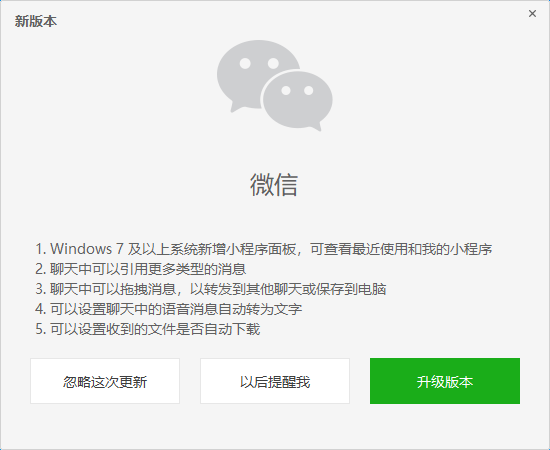 新版本
微信
1. Windows 7 及以上系统新增小程序面板，可查看最近使用和我的小程序
2. 聊天中可以引用更多类型的消息
3. 聊天中可以拖拽消息，以转发到其他聊天或保存到电脑
4. 可以设置聊天中的语音消息自动转为文字
5. 可以设置收到的文件是否自动下载
忽略这次更新
以后提醒我
升级版本